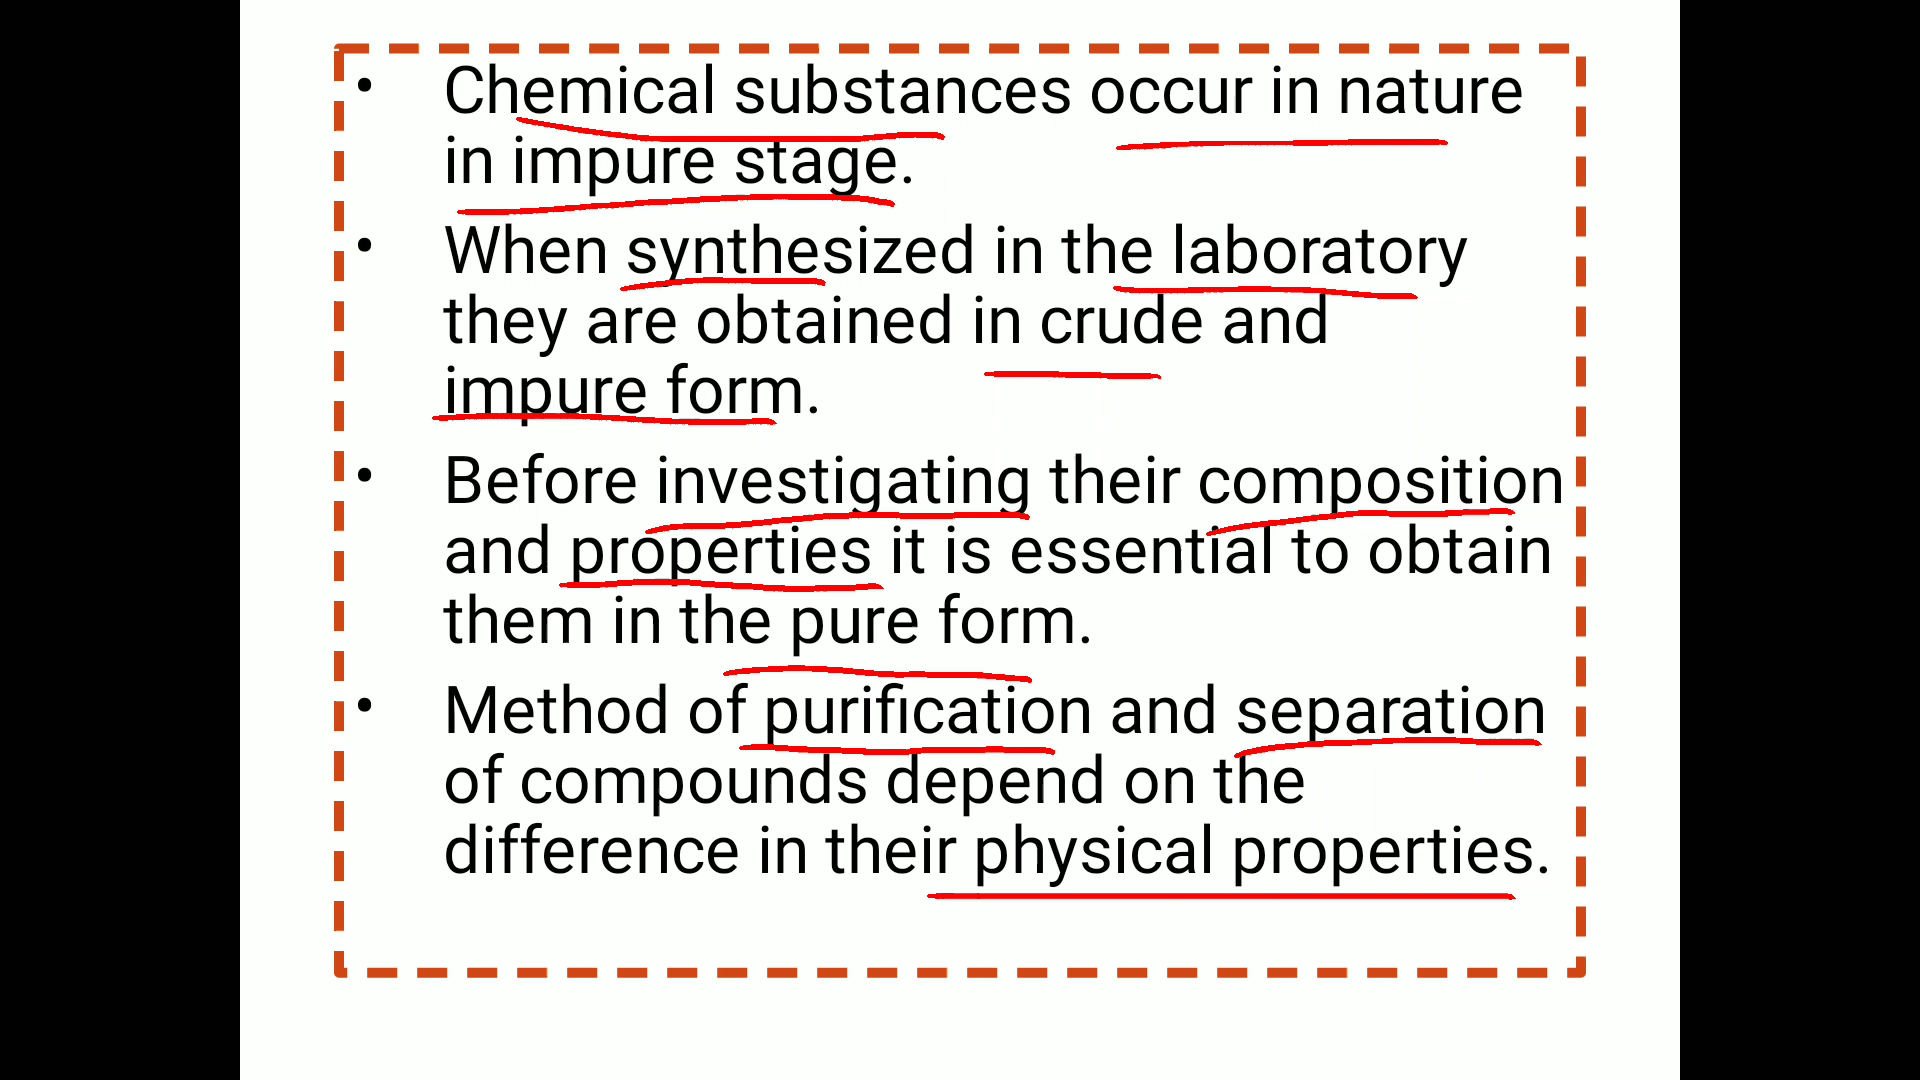 • Chemical substances occur in nature
in impure stage.
• When synthesized in the laboratory
they are obtained in crude and
impure form.
• Before investigating their composition
and properties it is essential to obtain
them in the pure form.
• Method of purification and separation
of compounds depend on the
difference in their physical properties.